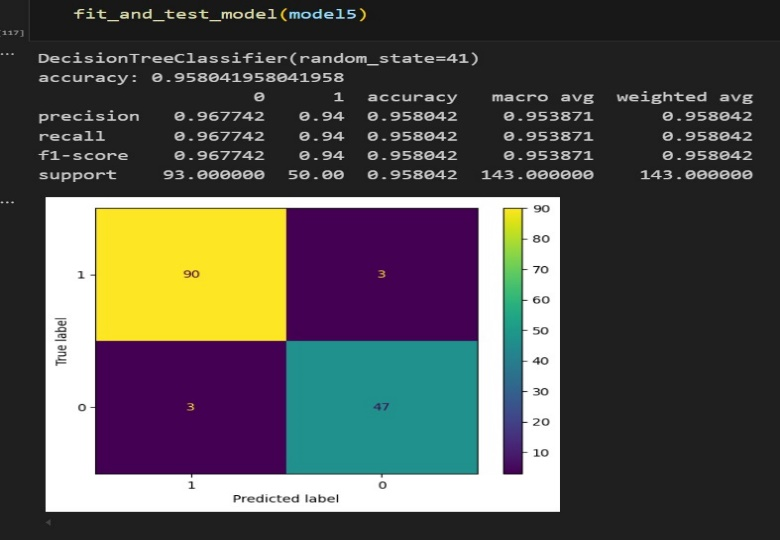 fit_and_test_model(model5)
[117]
...
DecisionTreeClassifier(random_state=41)
accuracy: 0.958041958041958
0 1 accuracy macro avg weighted avg
precision 0.967742 0.94 0.958042 0.953871 0.958042
recall 0.967742 0.94 0.958042 0.953871 0.958042
f1-score 0.967742 0.94 0.958042 0.953871 0.958042
support 93.000000 50.00 0.958042 143.000000 143.000000
...
90
80
70
60
50
40
30
20
10
True label
1
90 3
0
3 47
1 0
Predicted label